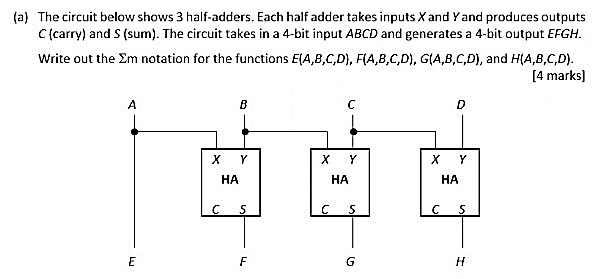 (a) The circuit below shows 3 half-adders. Each half adder takes inputs X and Y and produces outputs
C (carry) and S (sum). The circuit takes in a 4-bit input ABCD and generates a 4-bit output EFGH.
Write out the Σm notation for the functions E(A,B,C,D), F(A,B,C,D), G(A,B,C,D), and H(A,B,C,D).
[4 marks]
A B C D
X Y X Y X Y
HA HA HA
C S C S C S
E F G H